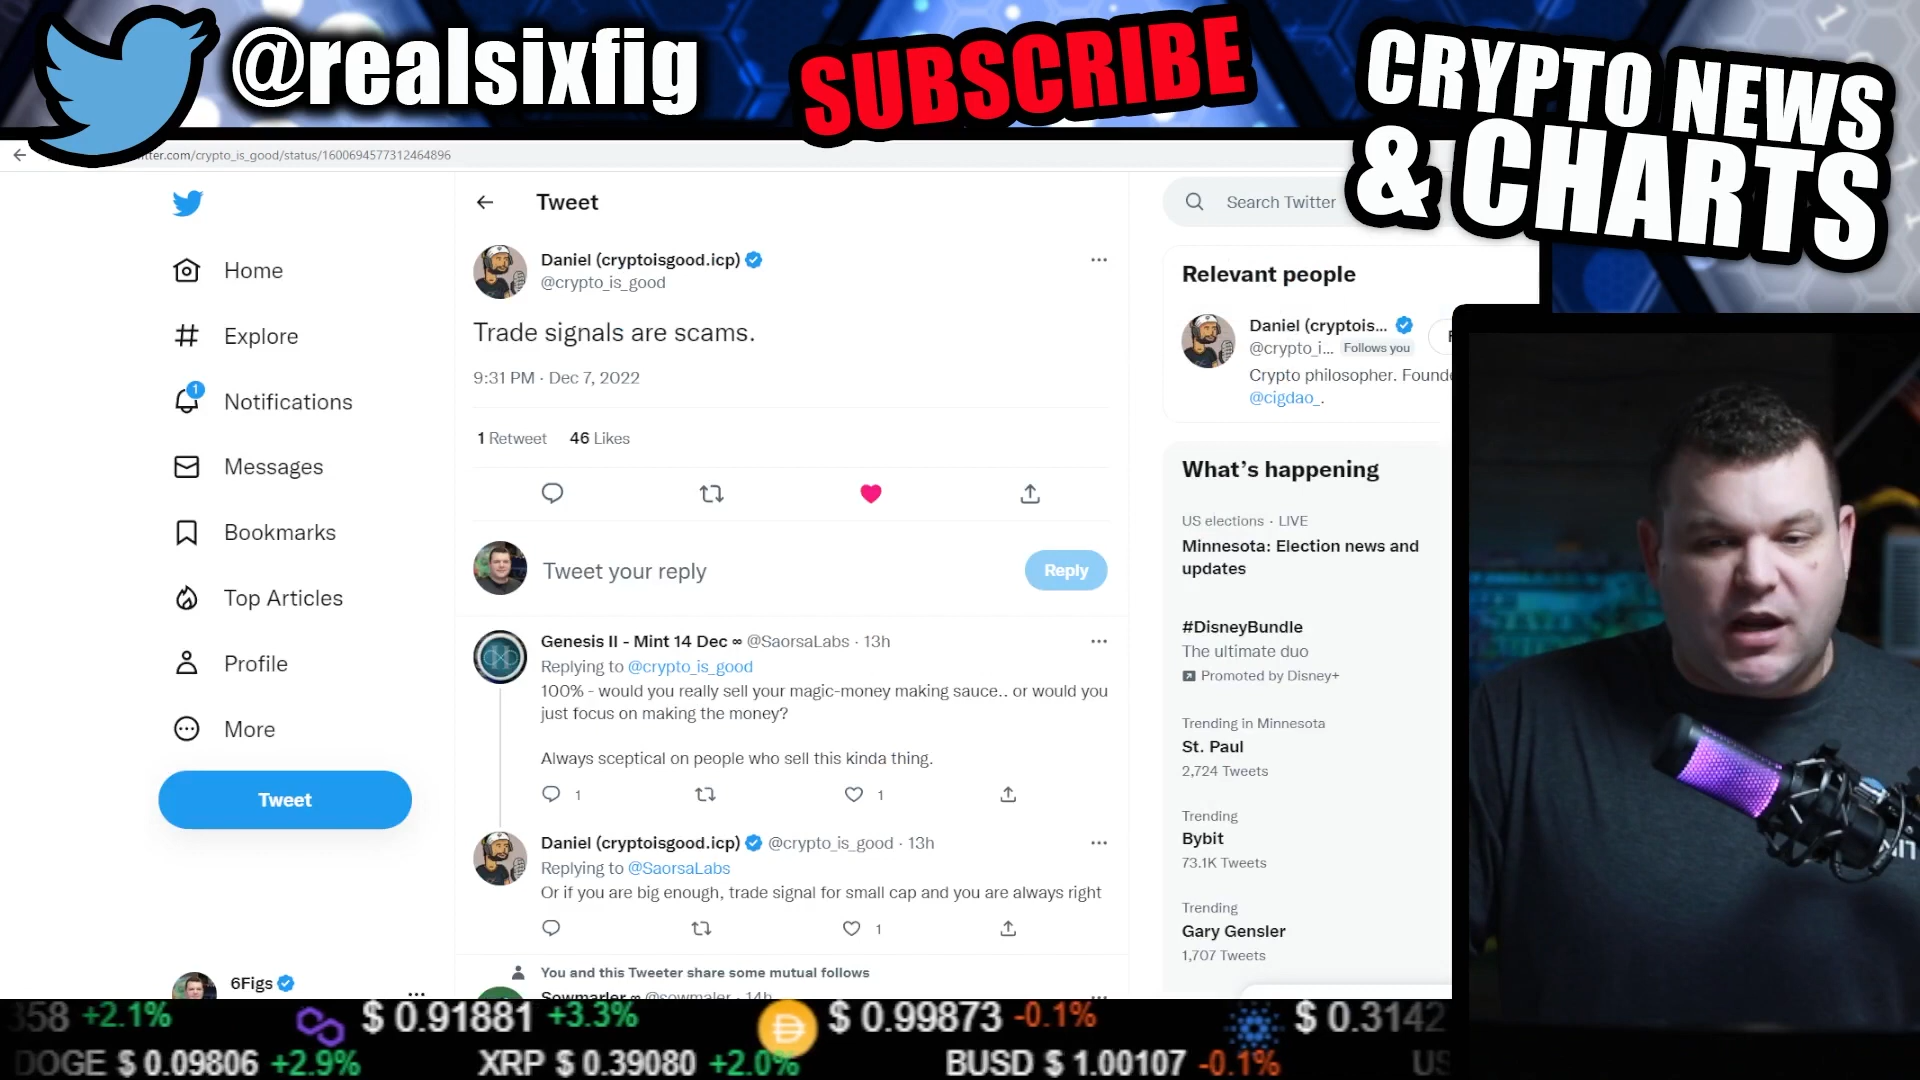 @realsixfig
SUBSCRIBE
CRYPTO NEWS
& CHARTS
tter.com/crypto_is_good/status/1600694577312464896
Home
Explore
1
Notifications
Messages
Bookmarks
Top Articles
Profile
More
Tweet
6Figs
Tweet
Daniel (cryptoisgood.icp)
@crypto_is_good
Trade signals are scams.
9:31 PM · Dec 7, 2022
1 Retweet 46 Likes
Tweet your reply
Reply
Genesis II - Mint 14 Dec ∞ @SaorsaLabs · 13h
Replying to @crypto_is_good
100% - would you really sell your magic-money making sauce.. or would you
just focus on making the money?
Always sceptical on people who sell this kinda thing.
1 1
Daniel (cryptoisgood.icp) @crypto_is_good · 13h
Replying to @SaorsaLabs
Or if you are big enough, trade signal for small cap and you are always right
1
You and this Tweeter share some mutual follows
Sowmarler ∞ @sowmaler · 14h
Search Twitter
Relevant people
Daniel (cryptois...
@crypto_i... Follows you
Crypto philosopher. Founde
@cigdao_.
What's happening
US elections · LIVE
Minnesota: Election news and
updates
#DisneyBundle
The ultimate duo
Promoted by Disney+
Trending in Minnesota
St. Paul
2,724 Tweets
Trending
Bybit
73.1K Tweets
Trending
Gary Gensler
1,707 Tweets
358 +2.1% $ 0.91881 +3.3% $ 0.99873 -0.1% $ 0.3142
DOGE $ 0.09806 +2.9% XRP $ 0.39080 +2.0% BUSD $ 1.00107 -0.1% US